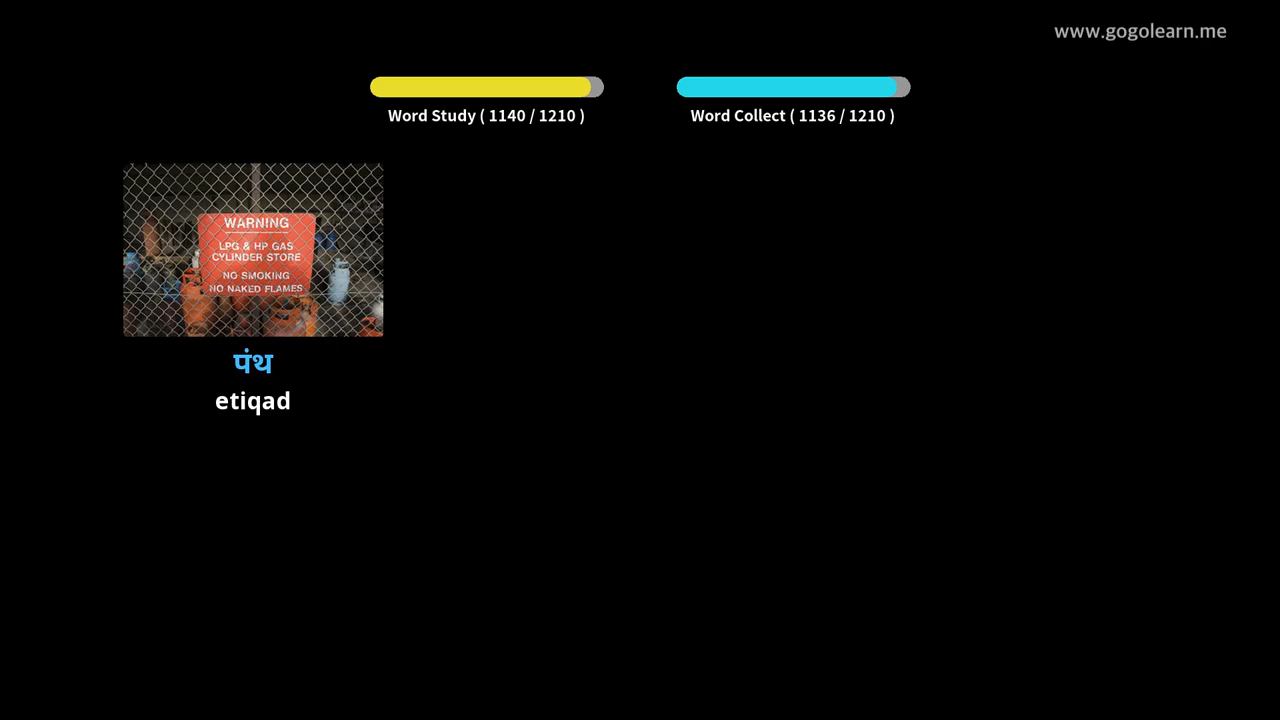 www.gogolearn.me
Word Study ( 1140 / 1210 )
Word Collect ( 1136 / 1210 )
WARNING
LPG & HP GAS
CYLINDER STORE
NO SMOKING
NO NAKED FLAMES
पंथ
etiqad